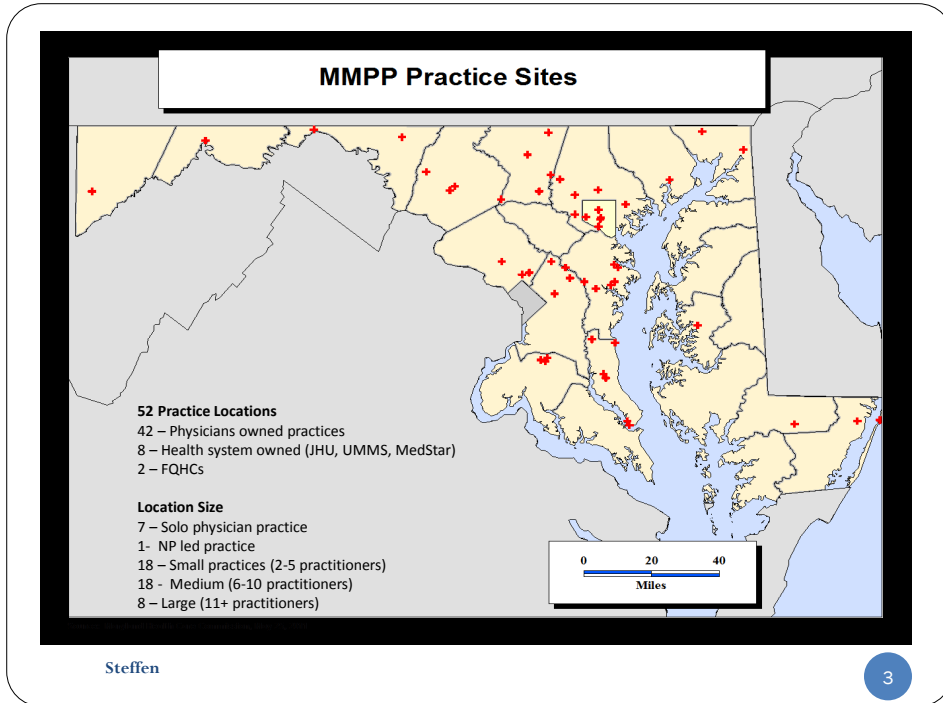 MMPP Practice Sites
52 Practice Locations
42 – Physicians owned practices
8 – Health system owned (JHU, UMMS, MedStar)
2 – FQHCs
Location Size
7 – Solo physician practice
1- NP led practice
18 – Small practices (2-5 practitioners)
18 - Medium (6-10 practitioners)
8 – Large (11+ practitioners)
0 20 40
Miles
Steffen
3